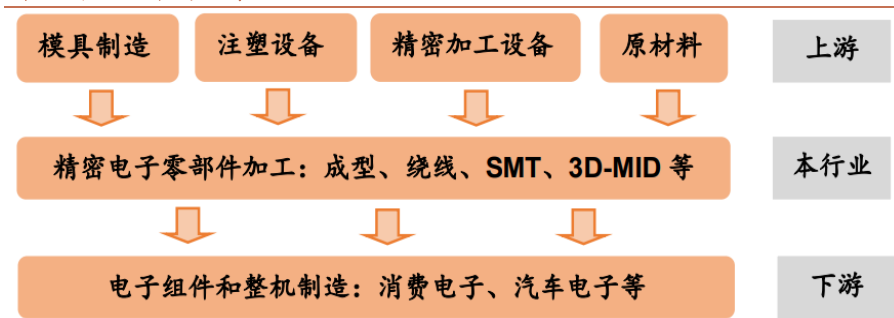 模具制造 注塑设备 精密加工设备 原材料 上游
精密电子零部件加工：成型、绕线、SMT、3D-MID 等 本行业
电子组件和整机制造：消费电子、汽车电子等 下游